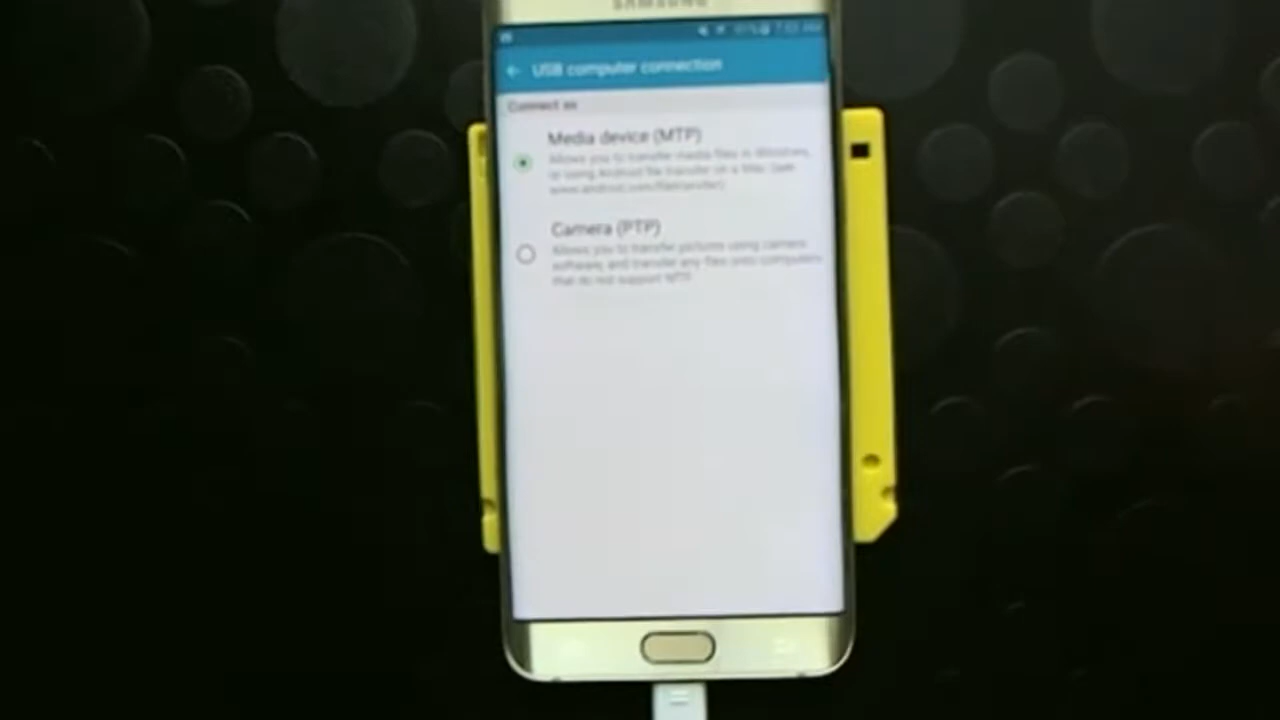 SAMSUNG
USB computer connection
Connect as
Media device (MTP)
Allows you to transfer media files in Windows,
or using Android file transfer on a Mac (see
www.android.com/filetransfer)
Camera (PTP)
Allows you to transfer pictures using camera
software, and transfer any files onto computers
that do not support MTP